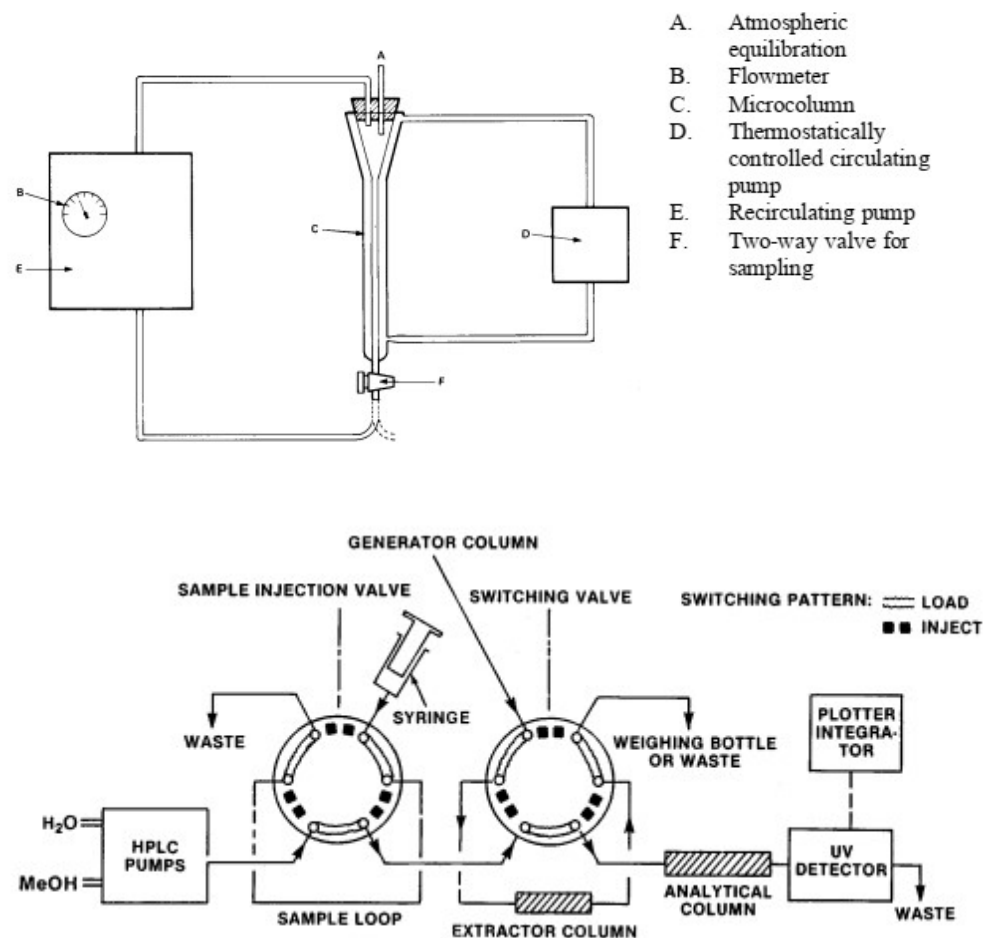 A. Atmospheric
equilibration
B. Flowmeter
C. Microcolumn
D. Thermostatically
controlled circulating
pump
E. Recirculating pump
F. Two-way valve for
sampling
A
B
C
D
E
F
GENERATOR COLUMN
SAMPLE INJECTION VALVE
SWITCHING VALVE
SWITCHING PATTERN:
LOAD
INJECT
SYRINGE
WASTE
WEIGHING BOTTLE
OR WASTE
PLOTTER
INTEGRA-
TOR
H₂O
MeOH
HPLC
PUMPS
UV
DETECTOR
SAMPLE LOOP
EXTRACTOR COLUMN
ANALYTICAL
COLUMN
WASTE